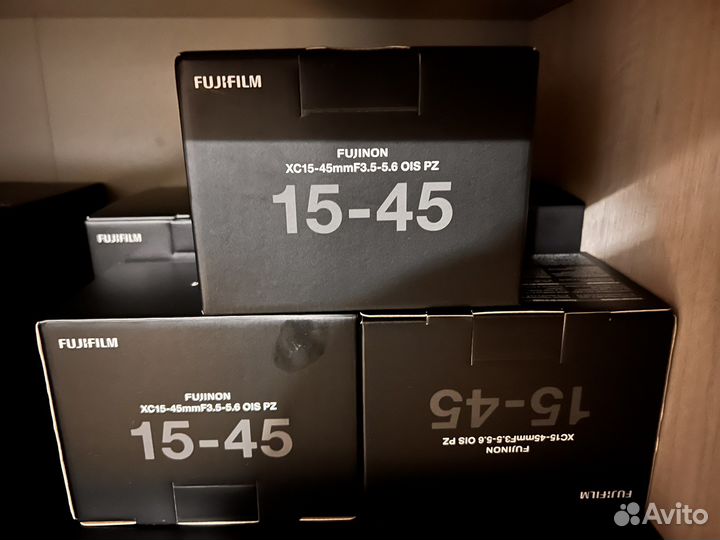 FUJIFILM
FUJINON
XC15-45mmF3.5-5.6 OIS PZ
15-45
FUJIFILM
FUJIFILM
FUJINON
XC15-45mmF3.5-5.6 OIS PZ
15-45
FUJIFILM
FUJINON
XC15-45mmF3.5-5.6 OIS PZ
15-45
Avito